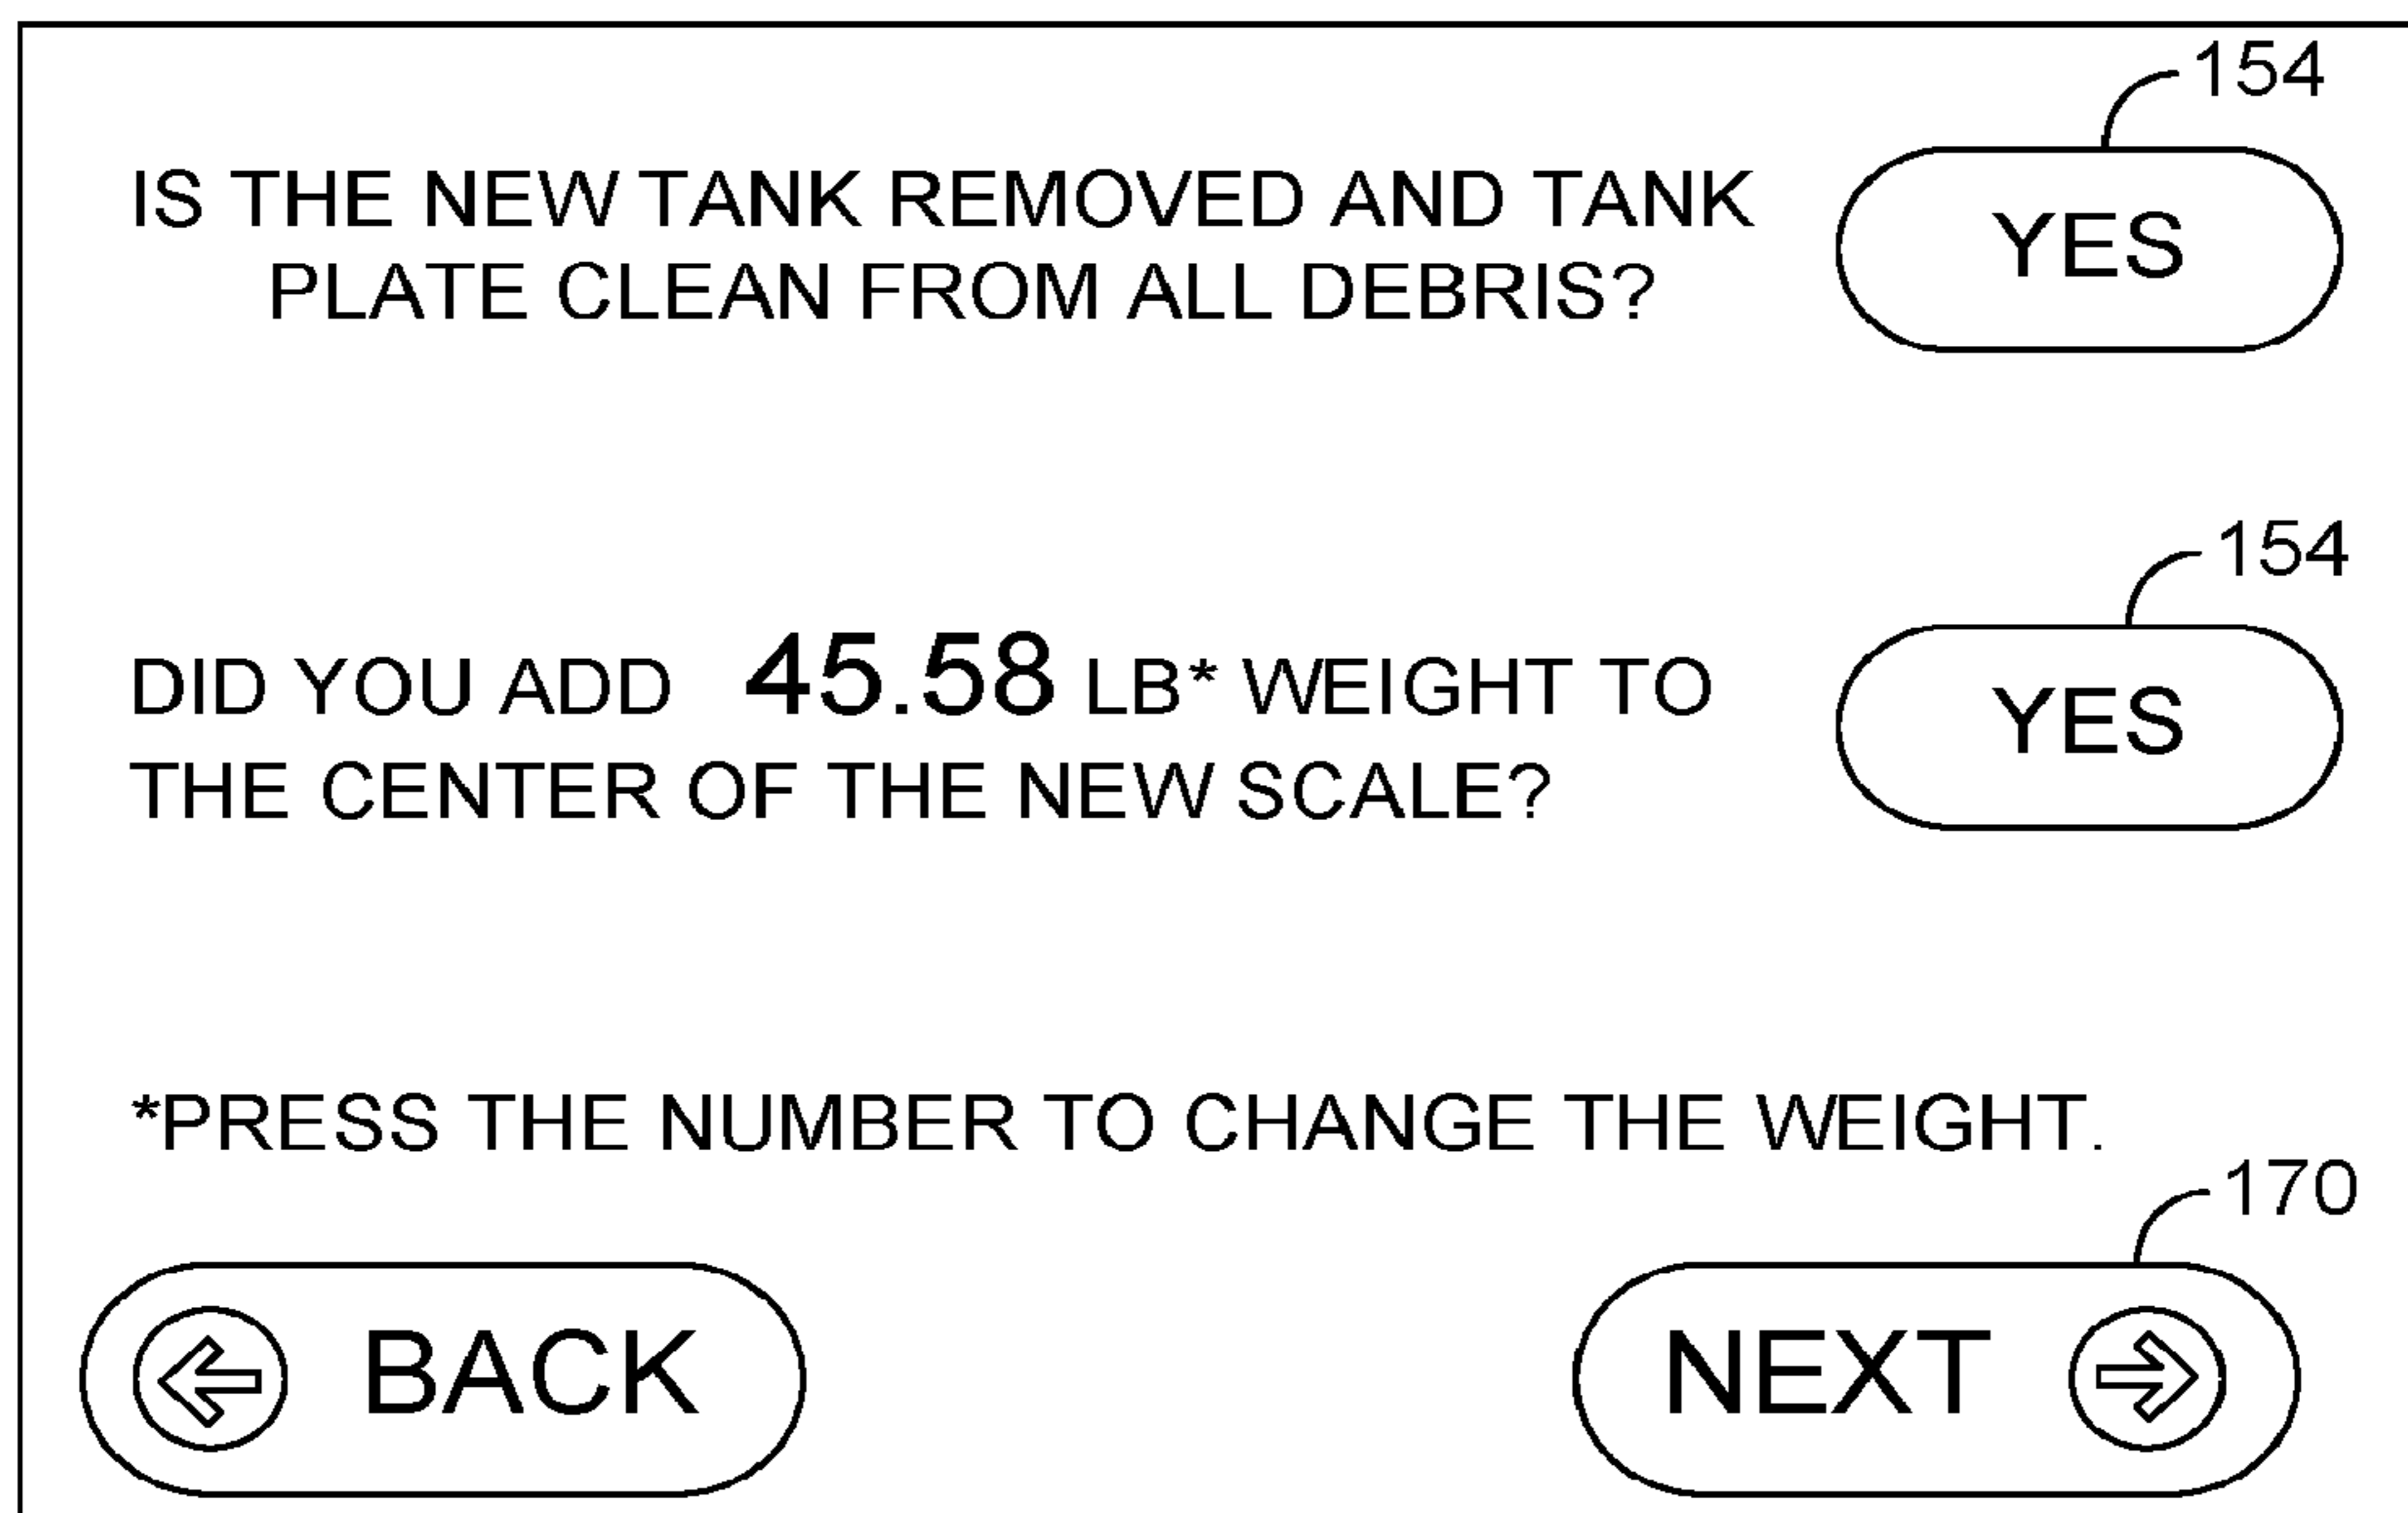 154
IS THE NEW TANK REMOVED AND TANK
PLATE CLEAN FROM ALL DEBRIS?
YES
154
DID YOU ADD 45.58 LB* WEIGHT TO
THE CENTER OF THE NEW SCALE?
YES
*PRESS THE NUMBER TO CHANGE THE WEIGHT.
170
BACK
NEXT